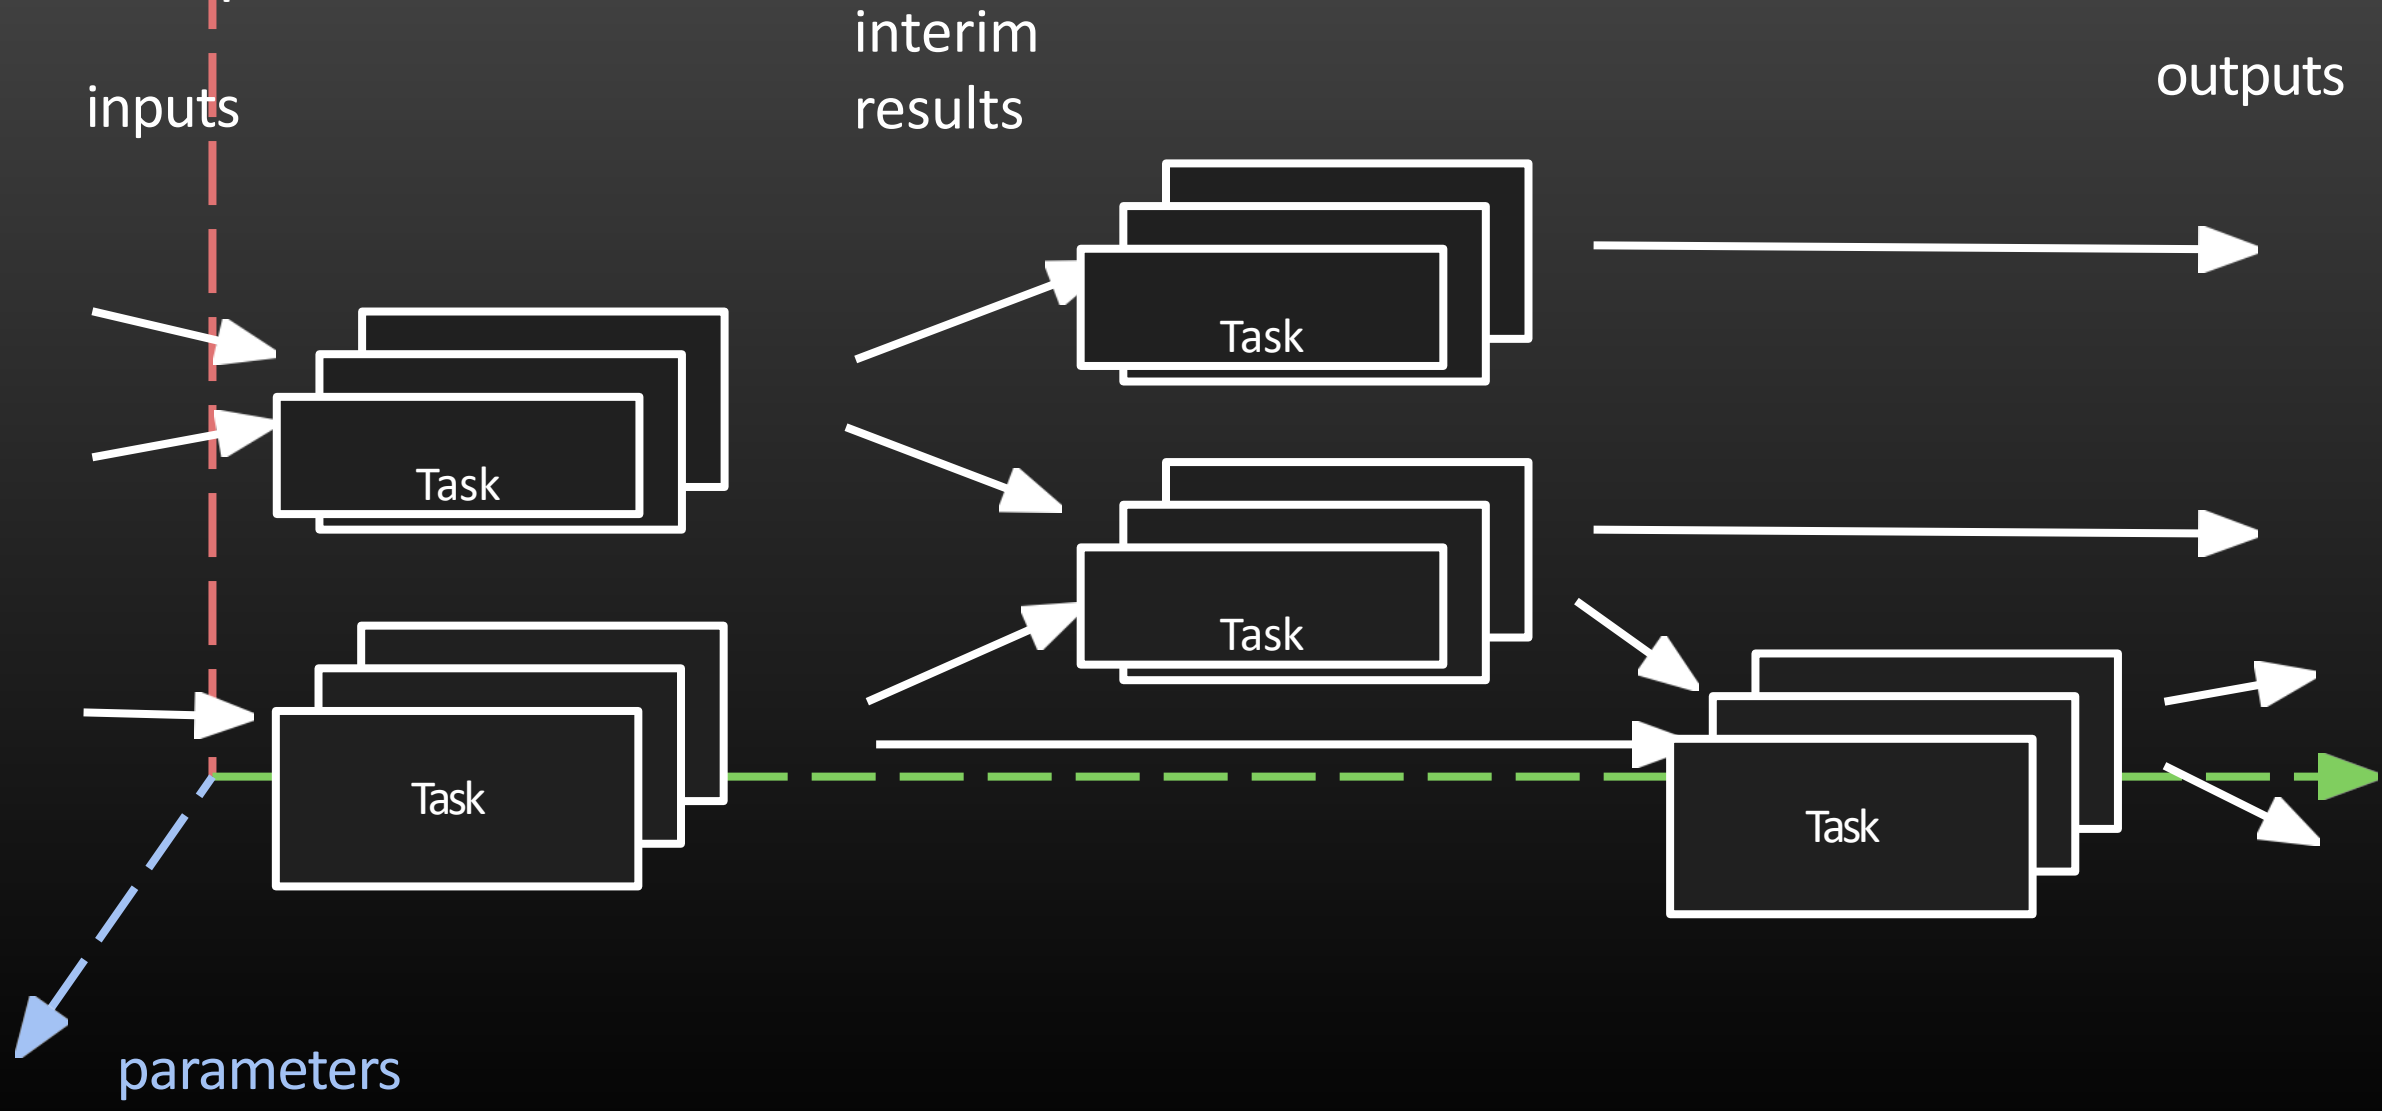 inputs
interim
results
outputs
Task
Task
Task
Task
Task
parameters